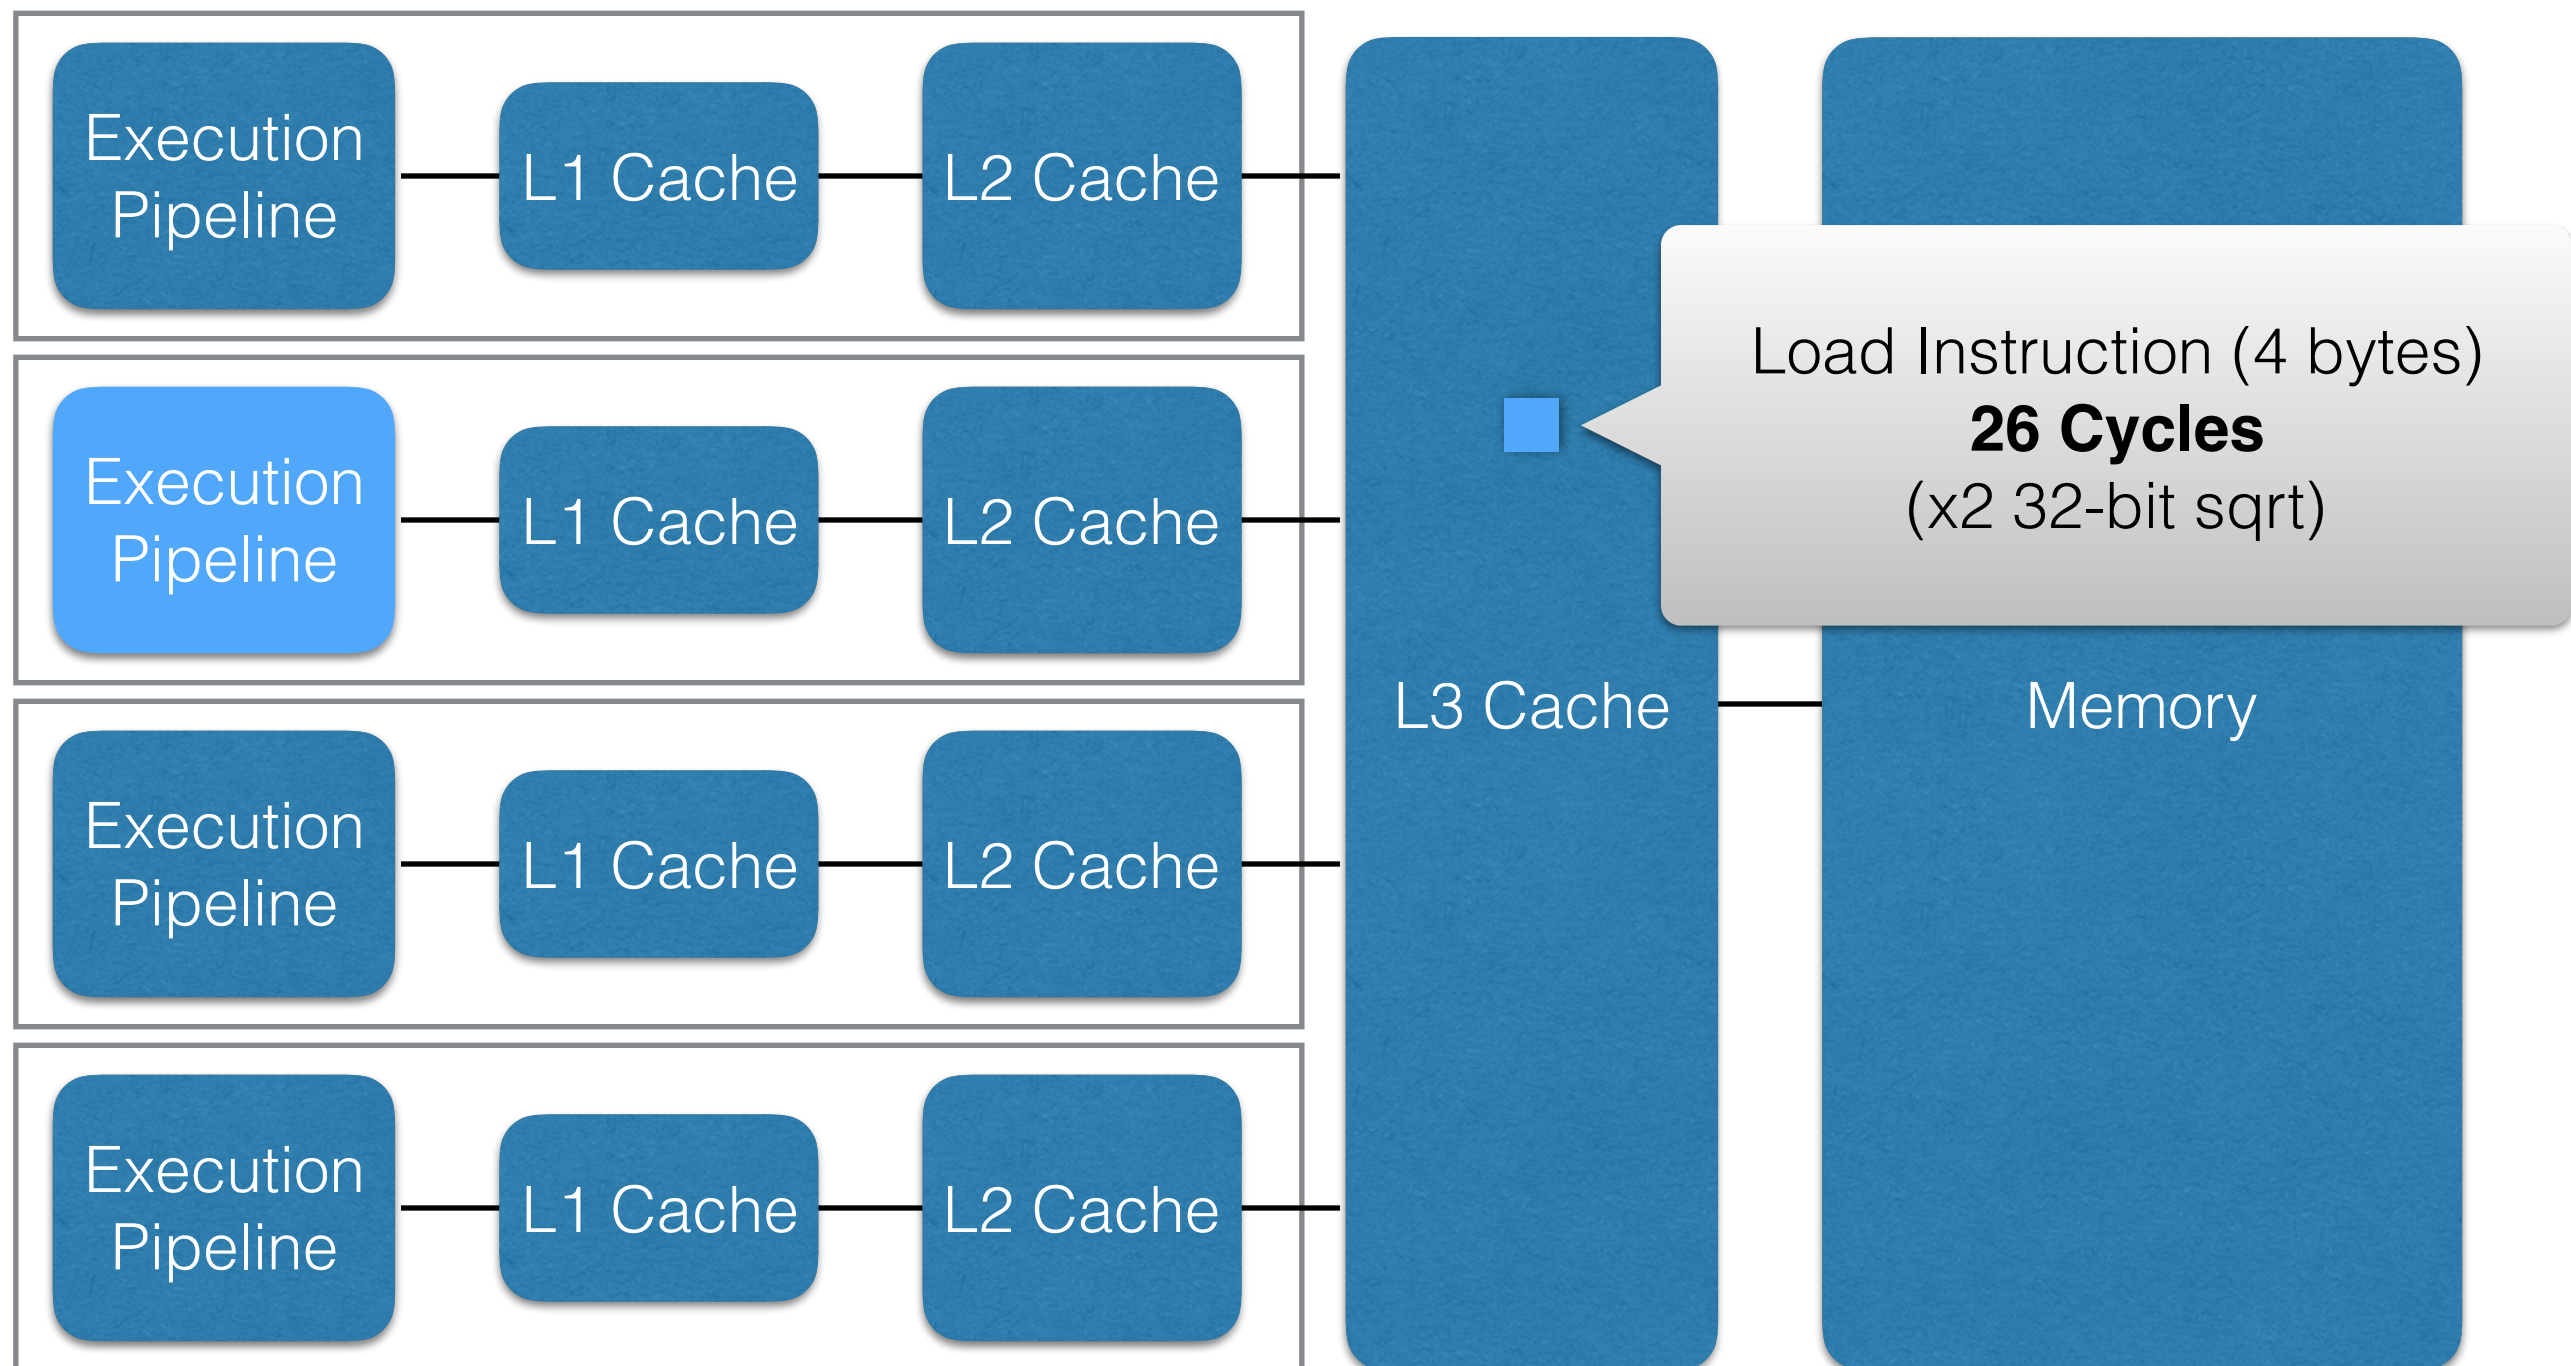 Execution
Pipeline
L1 Cache
L2 Cache
Execution
Pipeline
L1 Cache
L2 Cache
Execution
Pipeline
L1 Cache
L2 Cache
Execution
Pipeline
L1 Cache
L2 Cache
L3 Cache
Load Instruction (4 bytes)
26 Cycles
(x2 32-bit sqrt)
Memory